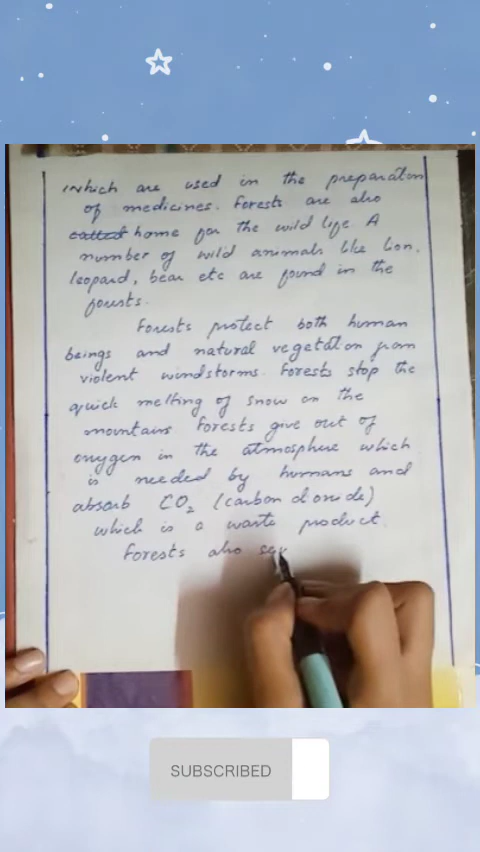 which are used in the preparation
of medicines. Forests are also
called home for the wild life A
number of wild animals like lion,
leopard, bear etc are found in the
forests.
Forests protect both human
beings and natural vegetation from
violent windstorms. Forests stop the
quick melting of snow on the
mountains Forests give out of
oxygen in the atmosphere which
is needed by humans and
absorb CO₂ (carbon dioxide)
which is a waste product.
Forests also
SUBSCRIBED